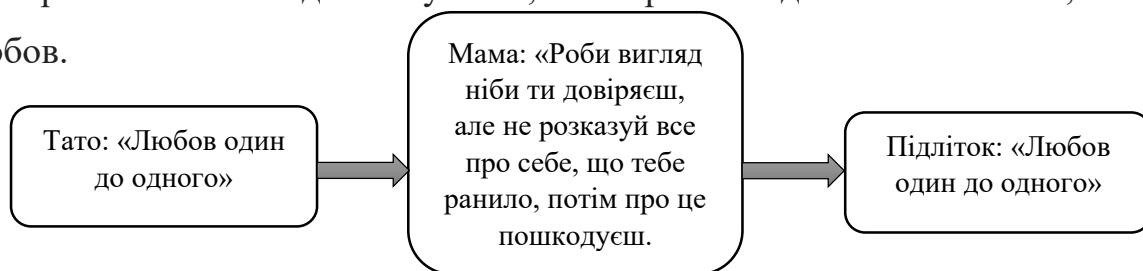 обов.
Мама: «Роби вигляд
ніби ти довіряєш,
але не розказуй все
про себе, що тебе
ранило, потім про це
пошкодуєш.
Тато: «Любов один
до одного»
Підліток: «Любов
один до одного»